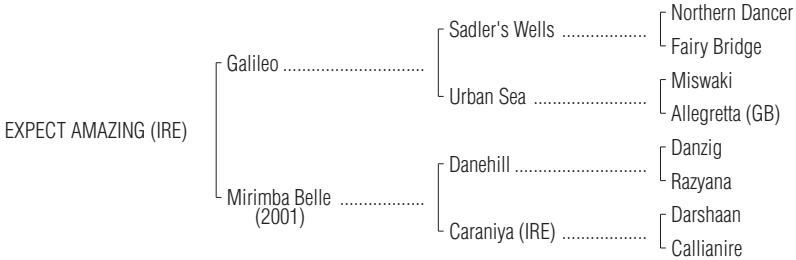 Northern Dancer
Sadler's Wells ..................
Fairy Bridge
Galileo ..............................
Miswaki
Urban Sea ........................
Allegretta (GB)
EXPECT AMAZING (IRE)
Danzig
Danehill ............................
Razyana
Mirimba Belle ..................
(2001)
Darshaan
Caraniya (IRE) ..................
Callianire